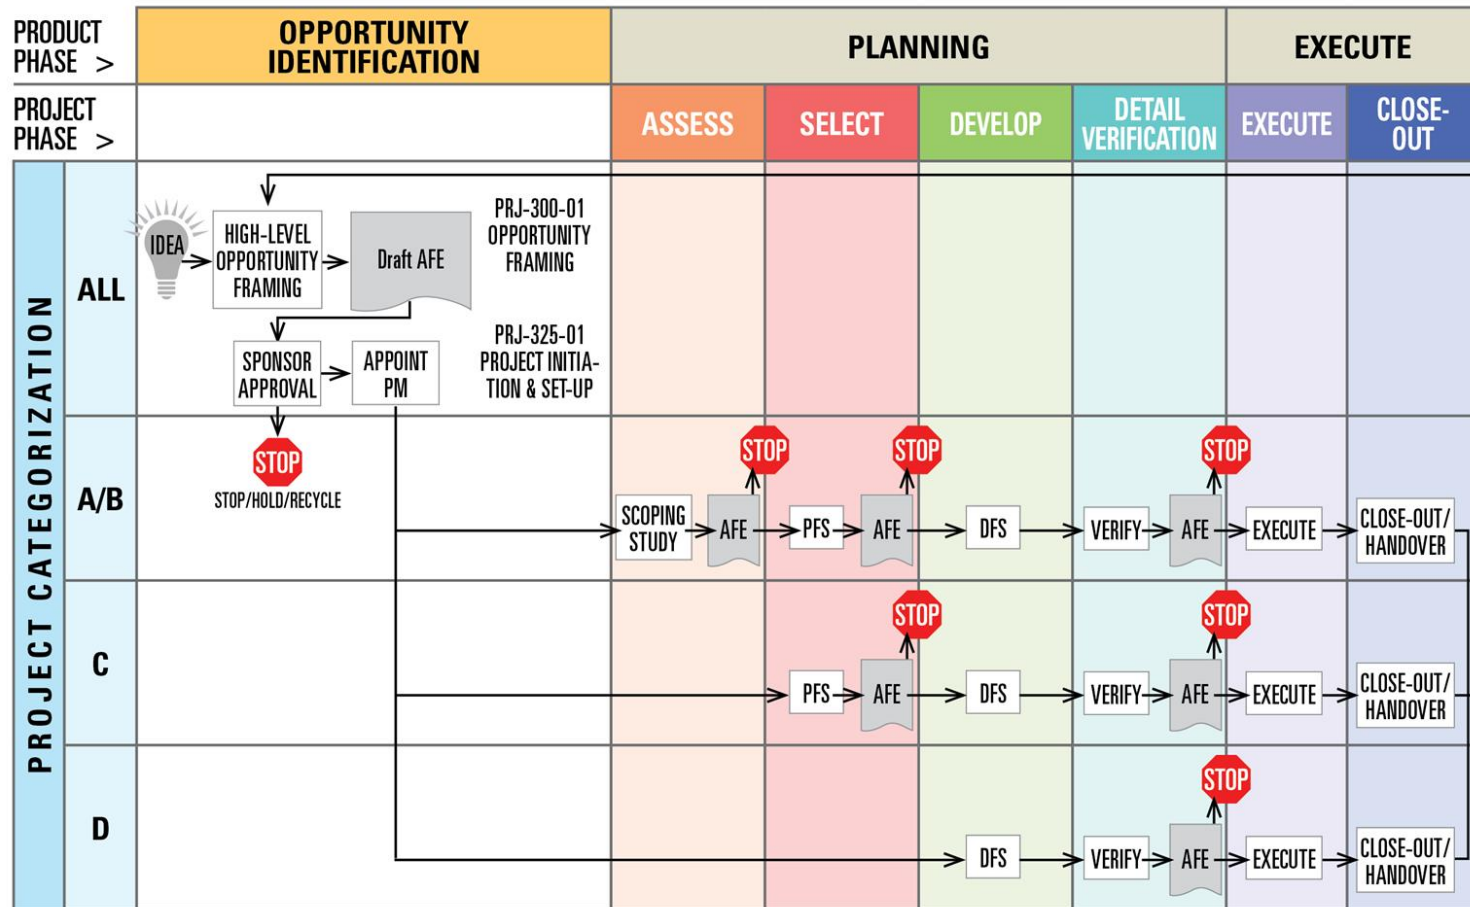 PRODUCT
PHASE >
OPPORTUNITY
IDENTIFICATION
PLANNING
EXECUTE
PROJECT
PHASE >
ASSESS
SELECT
DEVELOP
DETAIL
VERIFICATION
EXECUTE
CLOSE-
OUT
PROJECT CATEGORIZATION
ALL
IDEA
HIGH-LEVEL
OPPORTUNITY
FRAMING
Draft AFE
PRJ-300-01
OPPORTUNITY
FRAMING
SPONSOR
APPROVAL
APPOINT
PM
PRJ-325-01
PROJECT INITIA-
TION & SET-UP
A/B
STOP
STOP/HOLD/RECYCLE
SCOPING
STUDY
AFE
STOP
PFS
AFE
STOP
DFS
VERIFY
AFE
STOP
EXECUTE
CLOSE-OUT/
HANDOVER
C
PFS
AFE
STOP
DFS
VERIFY
AFE
STOP
EXECUTE
CLOSE-OUT/
HANDOVER
D
DFS
VERIFY
AFE
STOP
EXECUTE
CLOSE-OUT/
HANDOVER